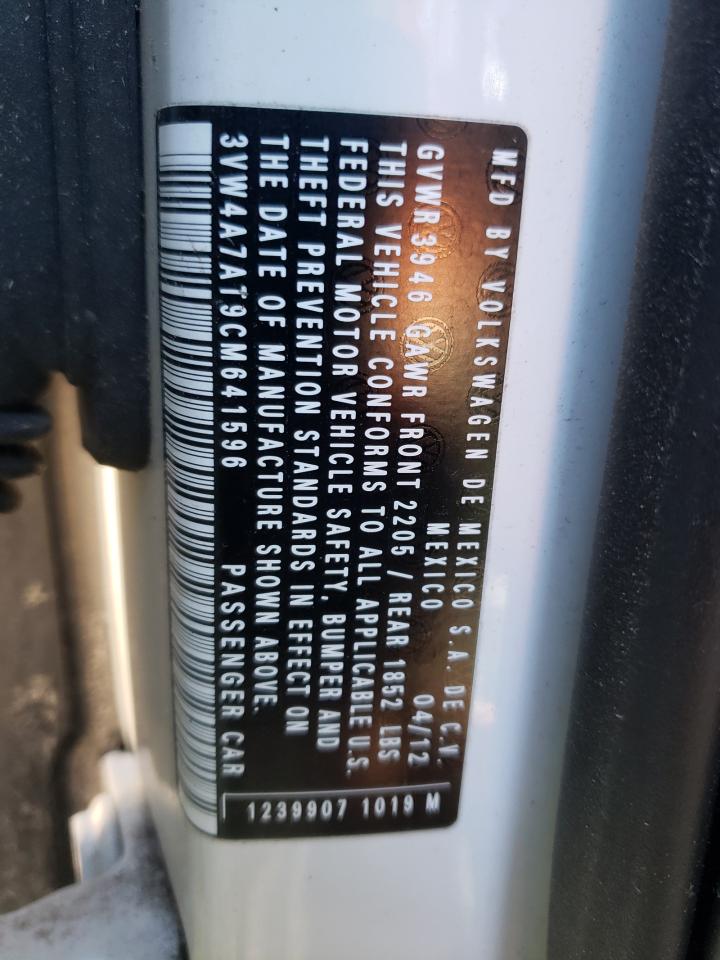 MFD BY VOLKSWAGEN DE MEXICO S.A. DE C.V.
MEXICO 04/12
GVWR 3946 GAWR FRONT 2205 / REAR 1852 LBS
THIS VEHICLE CONFORMS TO ALL APPLICABLE U.S.
FEDERAL MOTOR VEHICLE SAFETY, BUMPER AND
THEFT PREVENTION STANDARDS IN EFFECT ON
THE DATE OF MANUFACTURE SHOWN ABOVE.
3VW4A7AT9CM641596 PASSENGER CAR
1239907 1019 M